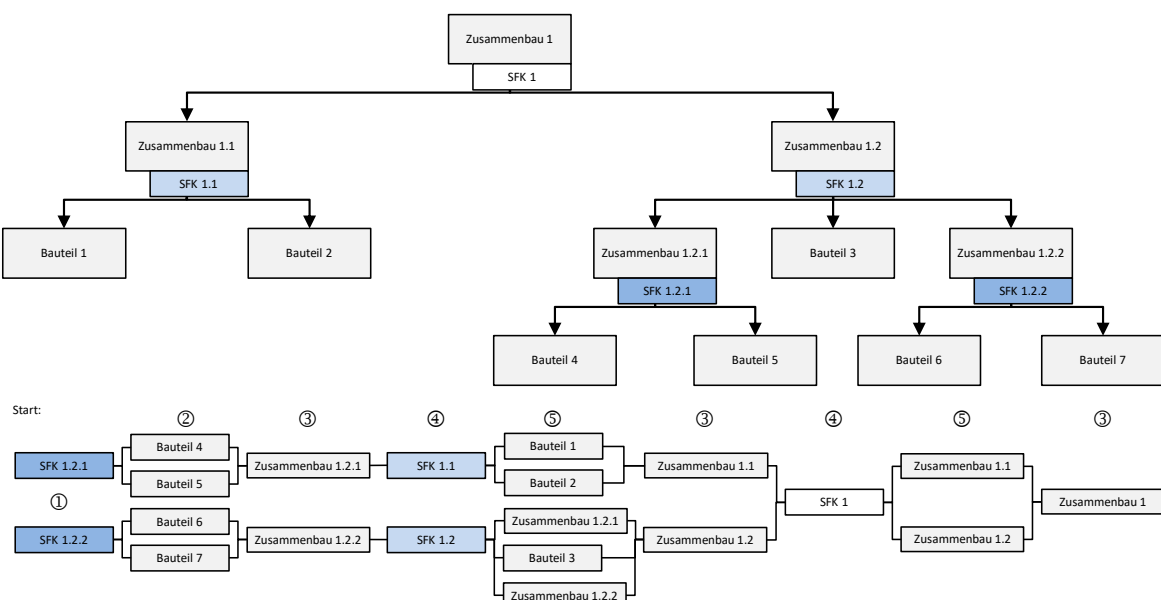 Zusammenbau 1
SFK 1
Zusammenbau 1.1
SFK 1.1
Zusammenbau 1.2
SFK 1.2
Bauteil 1
Bauteil 2
Zusammenbau 1.2.1
SFK 1.2.1
Bauteil 3
Zusammenbau 1.2.2
SFK 1.2.2
Bauteil 4
Bauteil 5
Bauteil 6
Bauteil 7
Start:
② ③ ④ ⑤ ③ ④ ⑤ ③
SFK 1.2.1
Bauteil 4
Bauteil 5
Zusammenbau 1.2.1
SFK 1.1
Bauteil 1
Bauteil 2
Zusammenbau 1.1
①
SFK 1.2.2
Bauteil 6
Bauteil 7
Zusammenbau 1.2.2
SFK 1.2
Zusammenbau 1.2.1
Bauteil 3
Zusammenbau 1.2.2
Zusammenbau 1.2
SFK 1
Zusammenbau 1.1
Zusammenbau 1.2
Zusammenbau 1